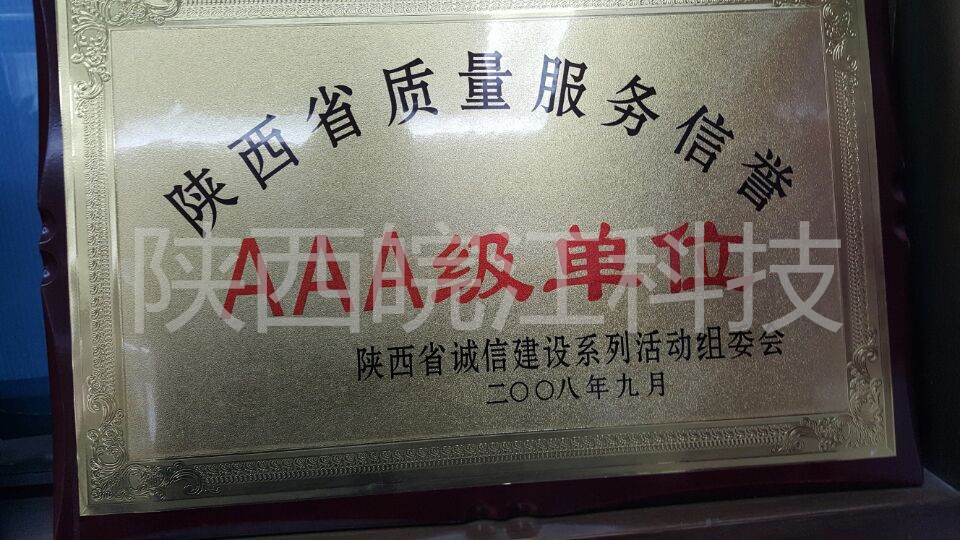 陕西省质量服务信誉
AAA级单位
陕西皖江科技
陕西省诚信建设系列活动组委会
二〇〇八年九月